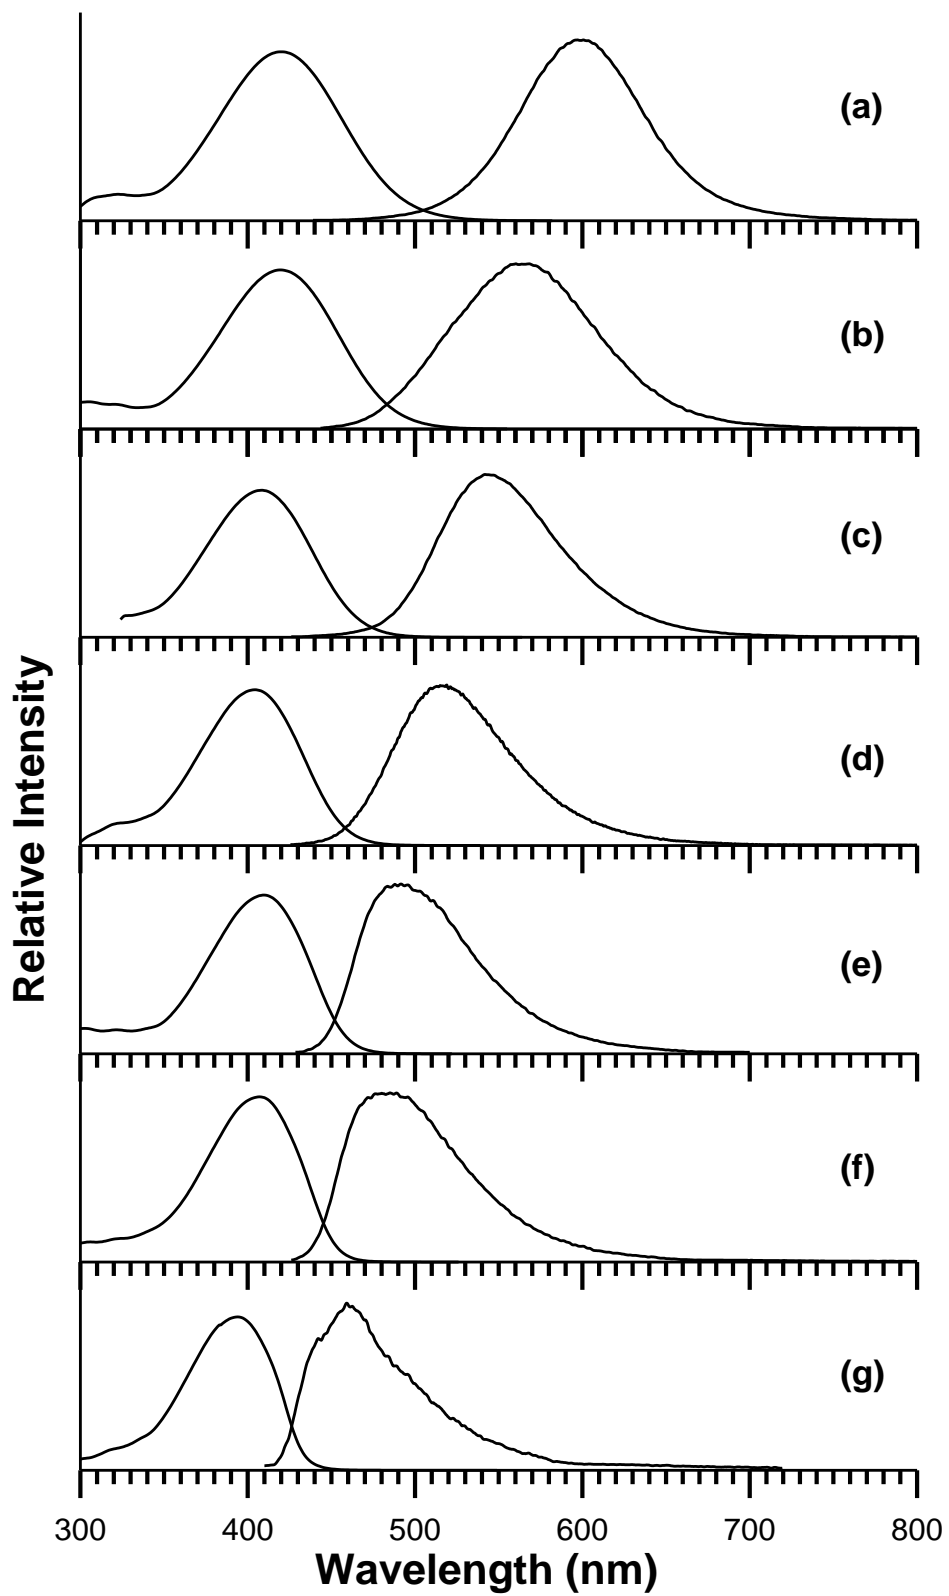 (a)
(b)
(c)
(d)
(e)
(f)
(g)
Relative Intensity
300 400 500 600 700 800
Wavelength (nm)